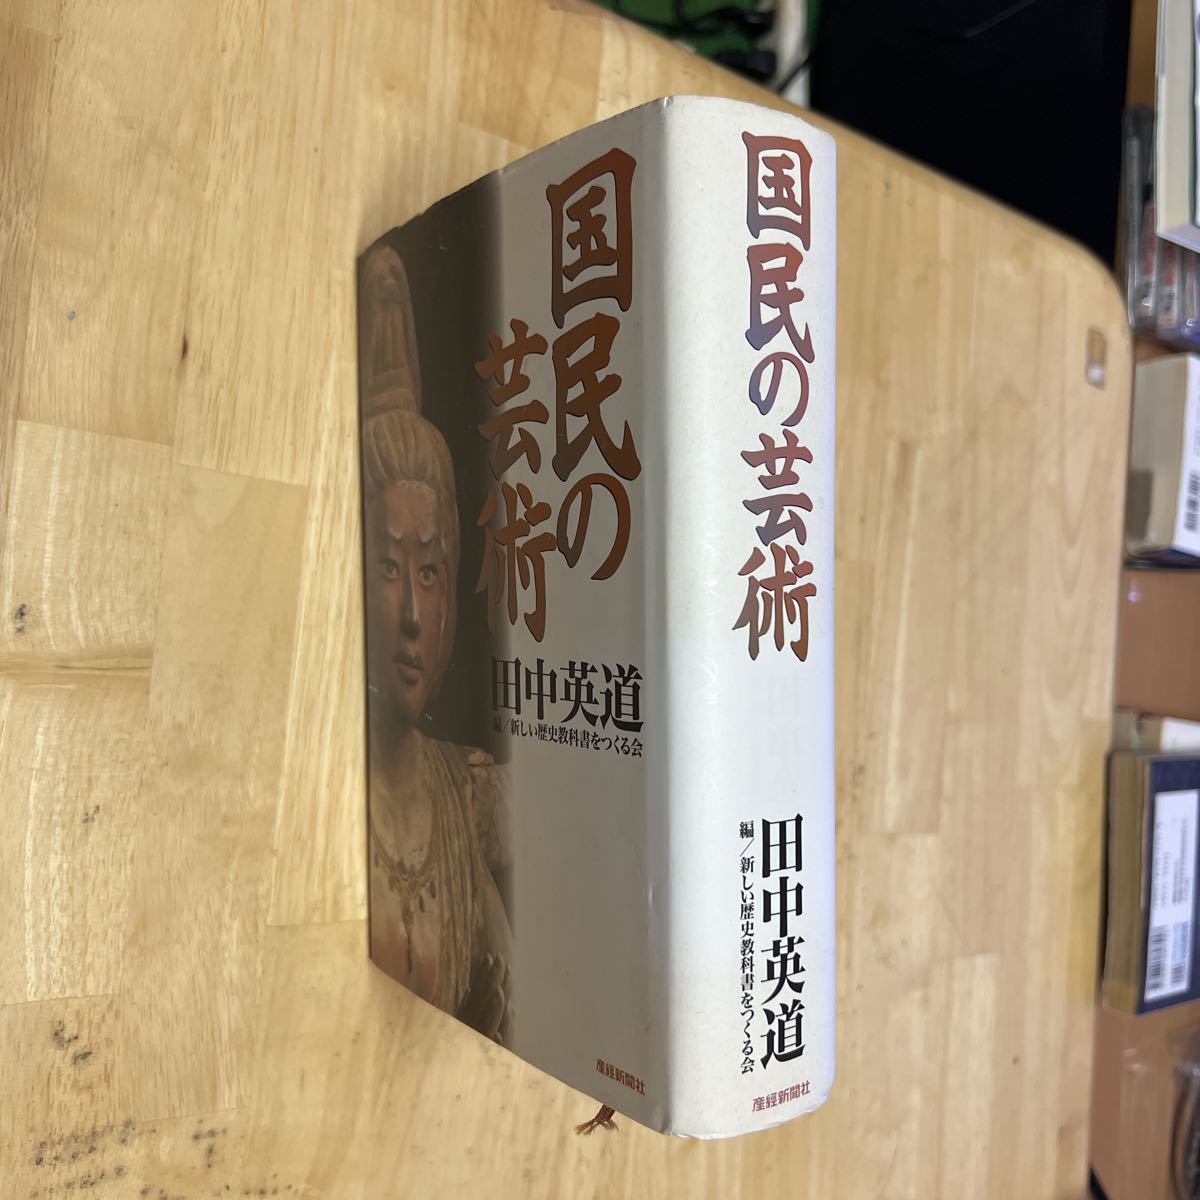 国民の
芸術
田中英道
編／新しい歴史教科書をつくる会
産経新聞社
国民の芸術
田中英道
編／新しい歴史教科書をつくる会
産経新聞社